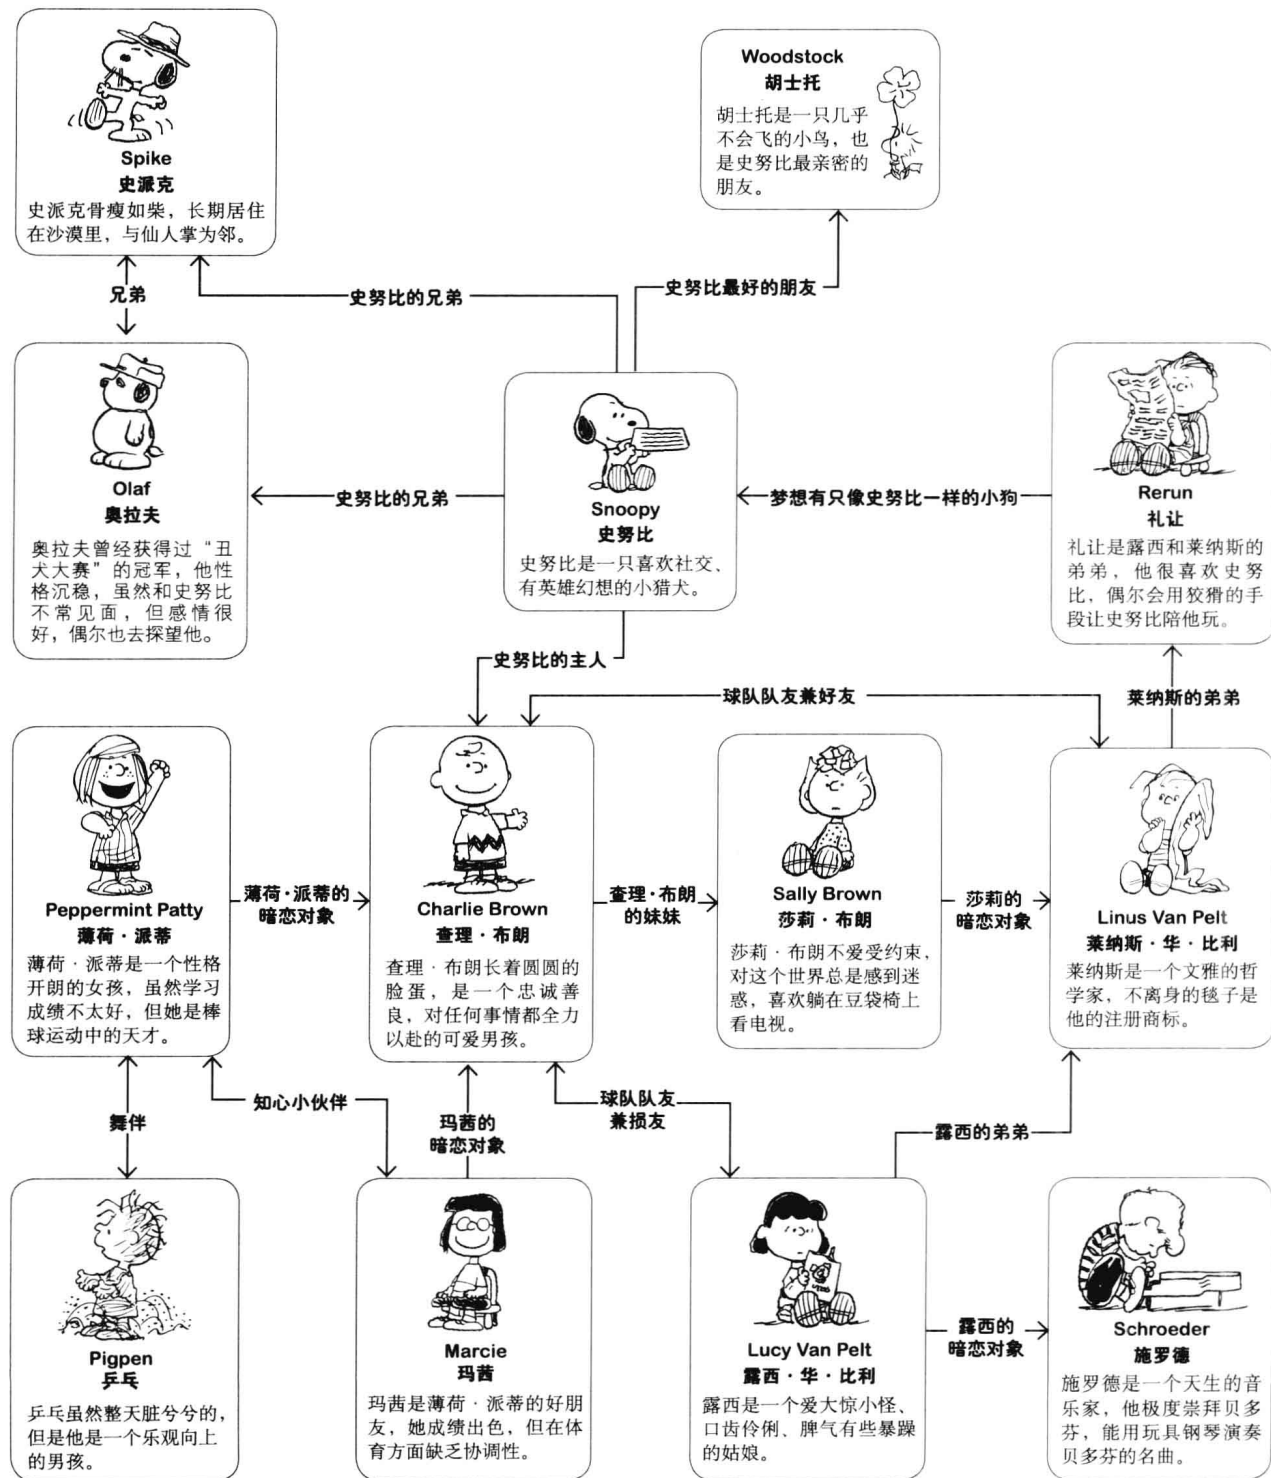 Spike
史派克
史派克骨瘦如柴，长期居住
在沙漠里，与仙人掌为邻。
Woodstock
胡士托
胡士托是一只几乎
不会飞的小鸟，也
是史努比最亲密的
朋友。
兄弟
史努比的兄弟
史努比最好的朋友
Olaf
奥拉夫
奥拉夫曾经获得过“丑
犬大赛”的冠军，他性
格沉稳，虽然和史努比
不常见面，但感情很
好，偶尔也去探望他。
史努比的兄弟
Snoopy
史努比
史努比是一只喜欢社交、
有英雄幻想的小猎犬。
梦想有只像史努比一样的小狗
Rerun
礼让
礼让是露西和莱纳斯的
弟弟，他很喜欢史努
比，偶尔会用狡猾的手
段让史努比陪他玩。
史努比的主人
球队队友兼好友
莱纳斯的弟弟
Peppermint Patty
薄荷·派蒂
薄荷·派蒂是一个性格
开朗的女孩，虽然学习
成绩不太好，但她是棒
球运动中的天才。
薄荷·派蒂的
暗恋对象
Charlie Brown
查理·布朗
查理·布朗长着圆圆的
脸蛋，是一个忠诚善
良，对任何事情都全力
以赴的可爱男孩。
查理·布朗
的妹妹
Sally Brown
莎莉·布朗
莎莉·布朗不爱受约束，
对这个世界总是感到迷
惑，喜欢躺在豆袋椅上
看电视。
莎莉的
暗恋对象
Linus Van Pelt
莱纳斯·华·比利
莱纳斯是一个文雅的哲
学家，不离身的毯子是
他的注册商标。
舞伴
知心小伙伴
玛茜的
暗恋对象
球队队友
兼损友
露西的弟弟
Pigpen
乒乓
乒乓虽然整天脏兮兮的，
但是他是一个乐观向上
的男孩。
Marcie
玛茜
玛茜是薄荷·派蒂的好朋
友，她成绩出色，但在体
育方面缺乏协调性。
Lucy Van Pelt
露西·华·比利
露西是一个爱大惊小怪、
口齿伶俐、脾气有些暴躁
的姑娘。
露西的
暗恋对象
Schroeder
施罗德
施罗德是一个天生的音
乐家，他极度崇拜贝多
芬，能用玩具钢琴演奏
贝多芬的名曲。